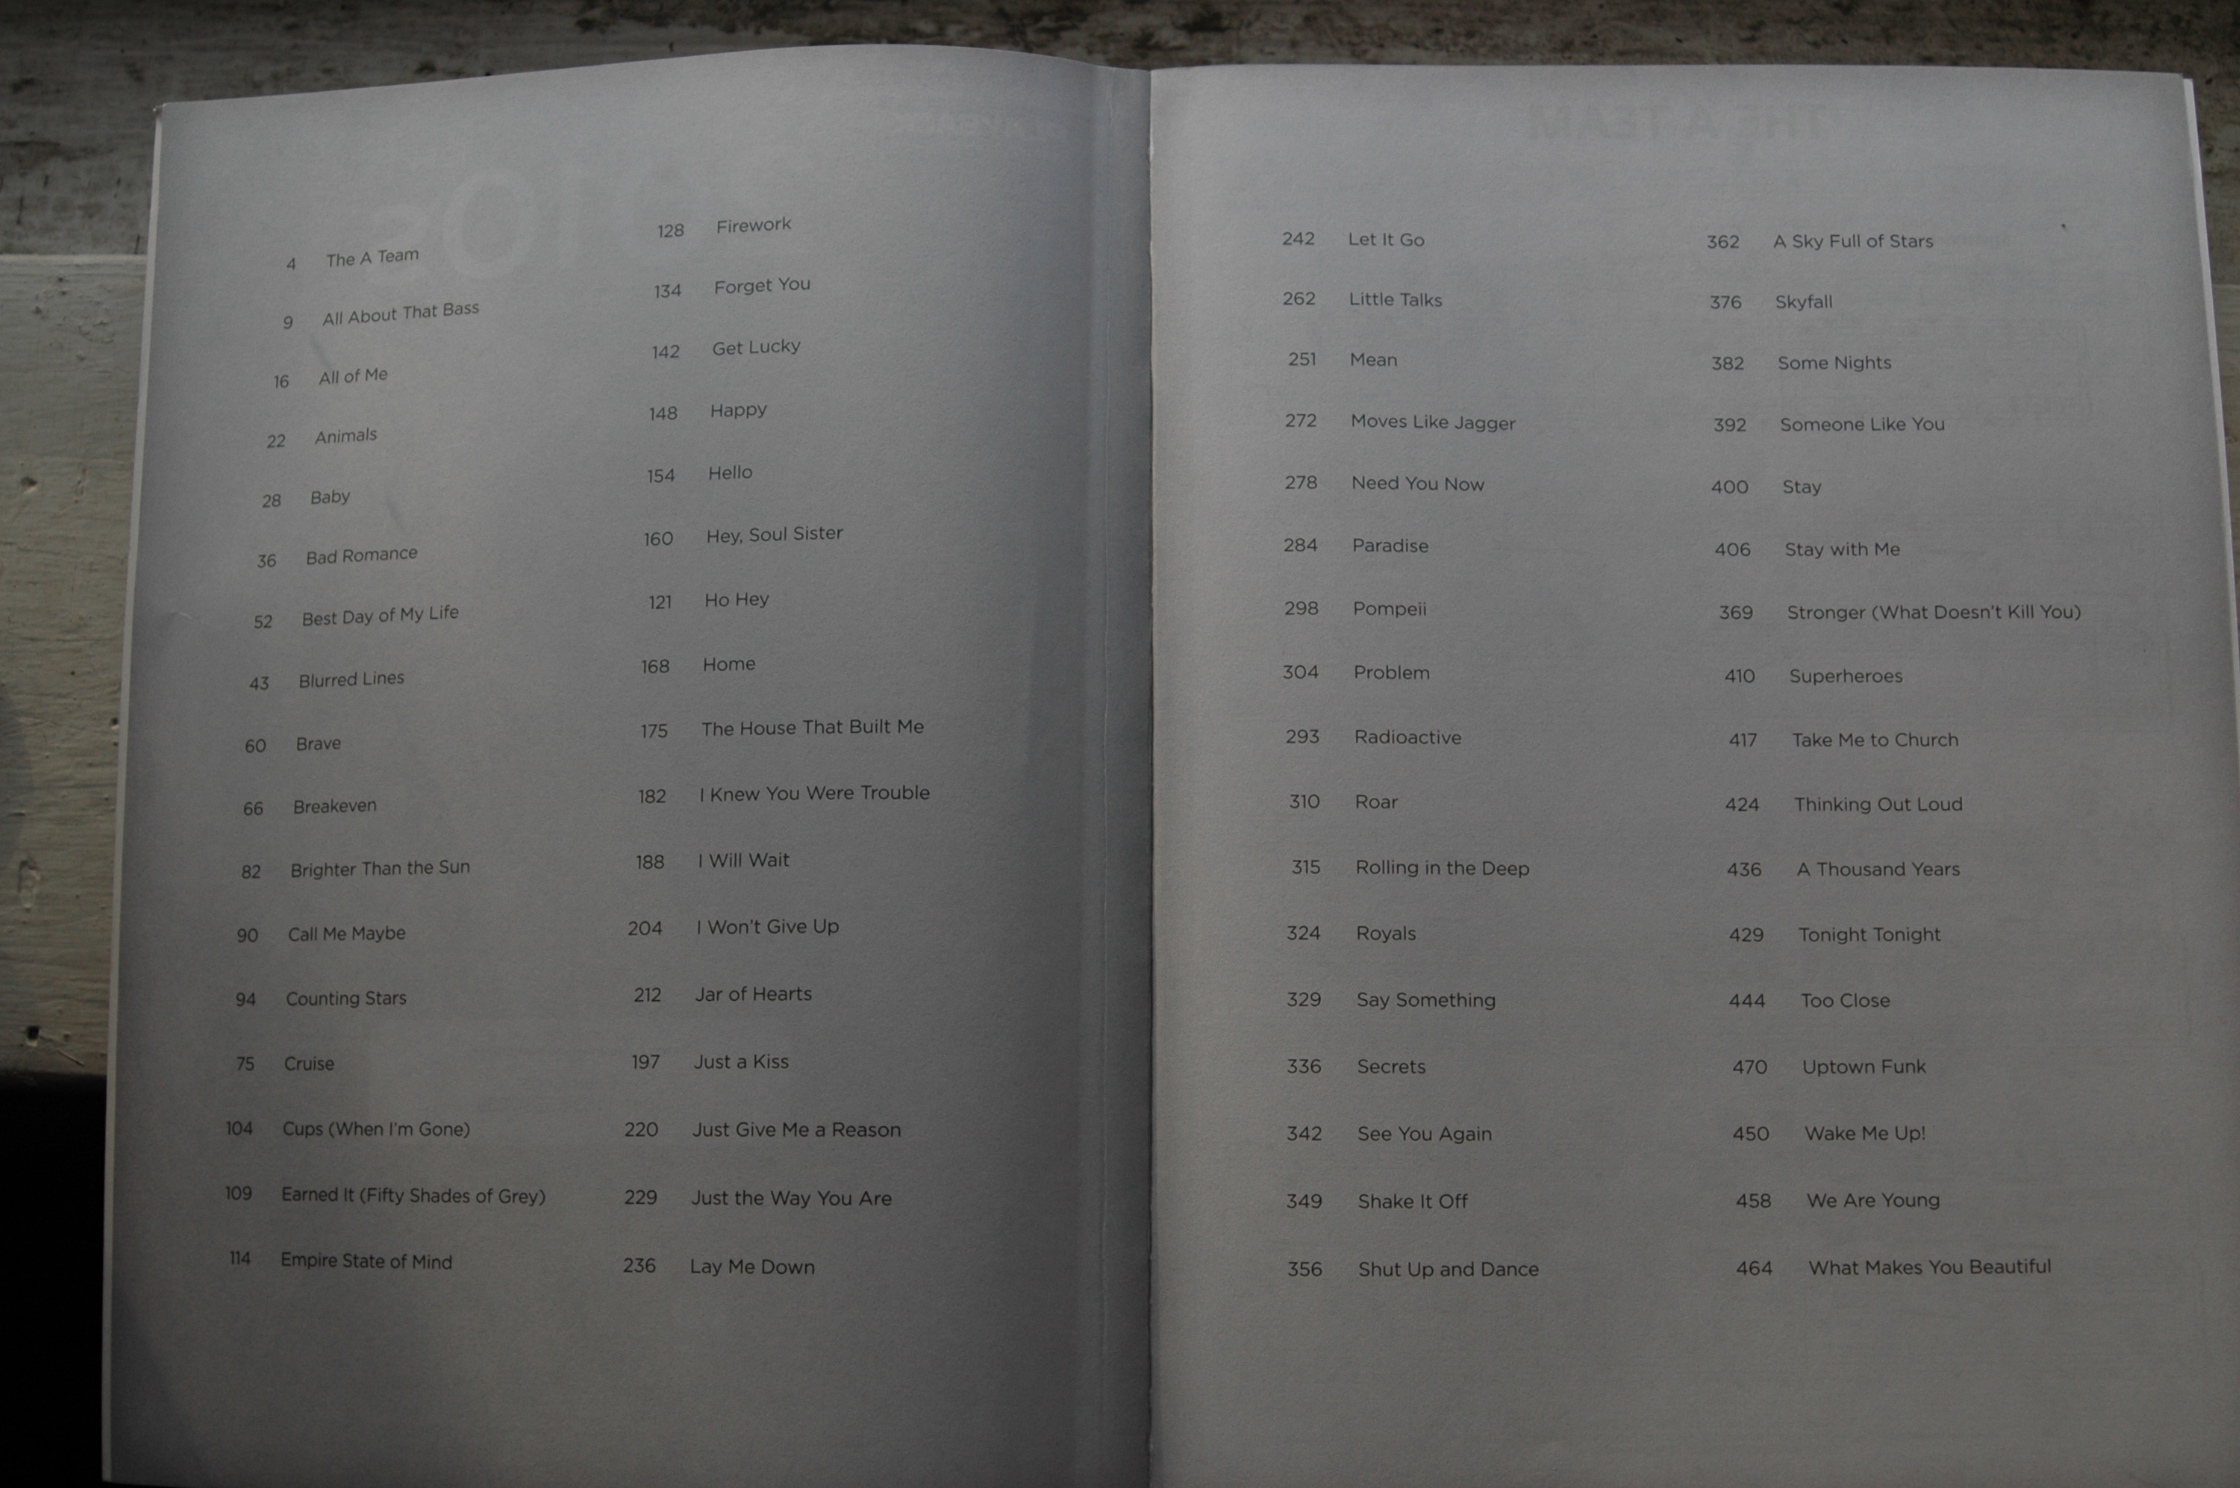 4 The A Team
9 All About That Bass
16 All of Me
22 Animals
28 Baby
36 Bad Romance
52 Best Day of My Life
43 Blurred Lines
60 Brave
66 Breakeven
82 Brighter Than the Sun
90 Call Me Maybe
94 Counting Stars
75 Cruise
104 Cups (When I'm Gone)
109 Earned It (Fifty Shades of Grey)
114 Empire State of Mind
128 Firework
134 Forget You
142 Get Lucky
148 Happy
154 Hello
160 Hey, Soul Sister
121 Ho Hey
168 Home
175 The House That Built Me
182 I Knew You Were Trouble
188 I Will Wait
204 I Won't Give Up
212 Jar of Hearts
197 Just a Kiss
220 Just Give Me a Reason
229 Just the Way You Are
236 Lay Me Down
THE A TEAM
242 Let It Go
262 Little Talks
251 Mean
272 Moves Like Jagger
278 Need You Now
284 Paradise
298 Pompeii
304 Problem
293 Radioactive
310 Roar
315 Rolling in the Deep
324 Royals
329 Say Something
336 Secrets
342 See You Again
349 Shake It Off
356 Shut Up and Dance
362 A Sky Full of Stars
376 Skyfall
382 Some Nights
392 Someone Like You
400 Stay
406 Stay with Me
369 Stronger (What Doesn't Kill You)
410 Superheroes
417 Take Me to Church
424 Thinking Out Loud
436 A Thousand Years
429 Tonight Tonight
444 Too Close
470 Uptown Funk
450 Wake Me Up!
458 We Are Young
464 What Makes You Beautiful